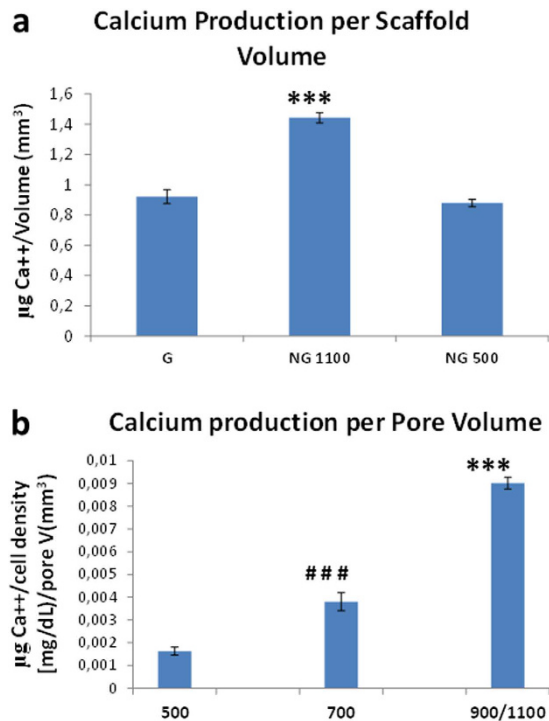 a
Calcium Production per Scaffold
Volume
µg Ca++/Volume (mm³)
1,6
1,4
1,2
1
0,8
0,6
0,4
0,2
0
***
G
NG 1100
NG 500
b
Calcium production per Pore Volume
µg Ca++/cell density
[mg/dL)/pore V(mm³)
0,01
0,009
0,008
0,007
0,006
0,005
0,004
0,003
0,002
0,001
0
###
***
500
700
900/1100